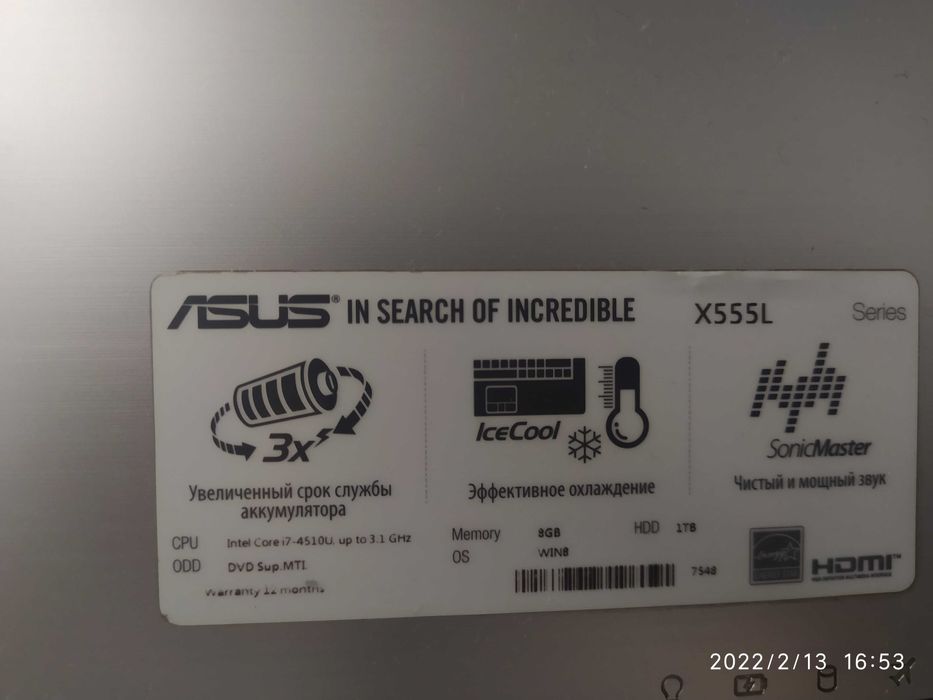 ASUS® IN SEARCH OF INCREDIBLE X555L Series
3x
IceCool
SonicMaster
Увеличенный срок службы
аккумулятора
Эффективное охлаждение
Чистый и мощный звук
CPU Intel Core i7-4510U, up to 3.1 GHz
ODD DVD Sup.MTI
Warranty 12 months
Memory 8GB HDD 1TB
OS WIN8
7548
HDMI™
2022/2/13 16:53